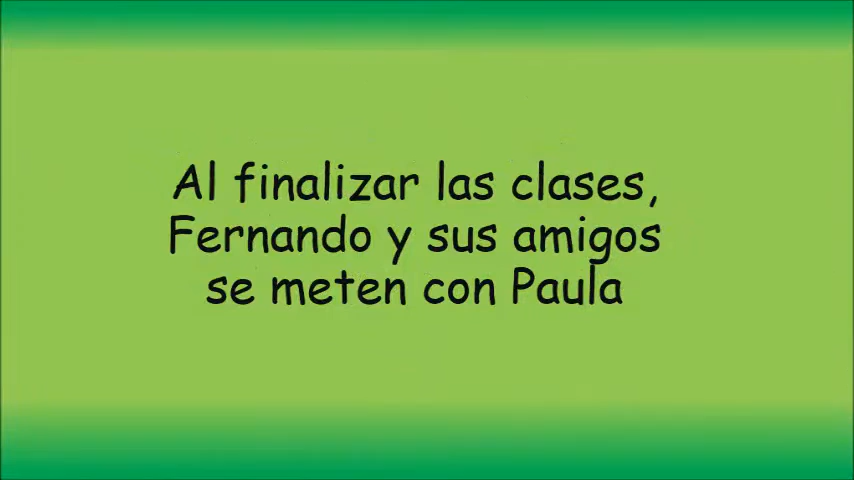 Al finalizar las clases,
Fernando y sus amigos
se meten con Paula